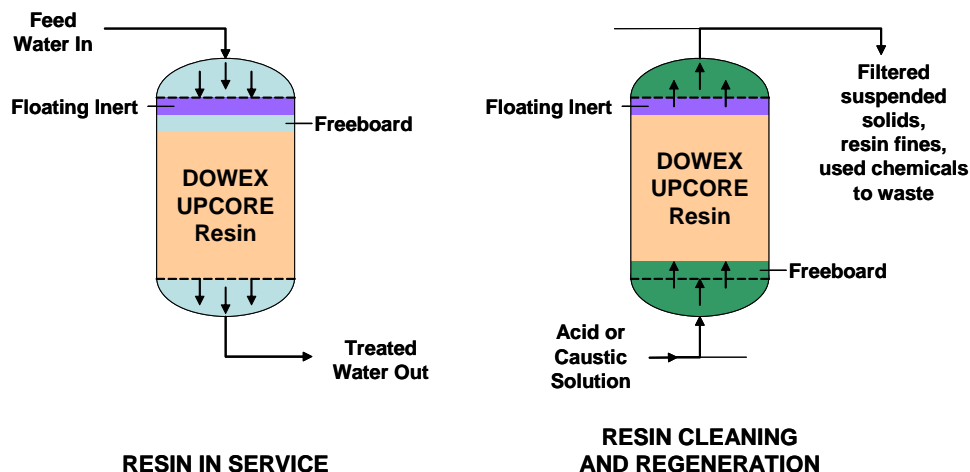 Feed
Water In
Floating Inert
Freeboard
DOWEX
UPCORE
Resin
Treated
Water Out
RESIN IN SERVICE
Filtered
suspended
solids,
resin fines,
used chemicals
to waste
Floating Inert
DOWEX
UPCORE
Resin
Freeboard
Acid or
Caustic
Solution
RESIN CLEANING
AND REGENERATION